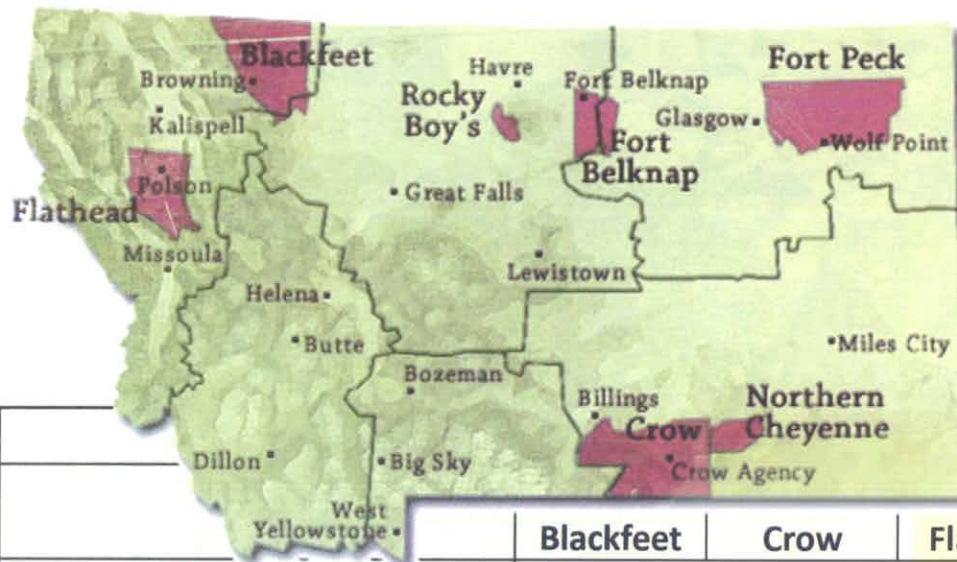 Blackfeet
Browning
Kalispell
Havre
Rocky
Boy's
Fort Belknap
Fort
Belknap
Fort Peck
Glasgow
Wolf Point
Polson
Flathead
Missoula
Great Falls
Lewistown
Helena
Butte
Bozeman
Miles City
Billings
Crow
Crow Agency
Northern
Cheyenne
Dillon
Big Sky
West
Yellowstone
Blackfeet Crow Fla